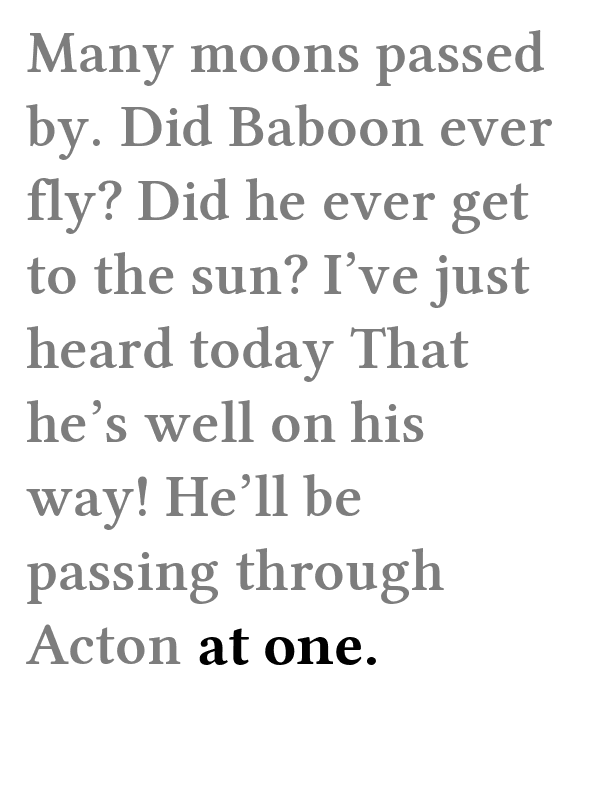 Many moons passed
by. Did Baboon ever
fly? Did he ever get
to the sun? I’ve just
heard today That
he’s well on his
way! He’ll be
passing through
Acton at one.